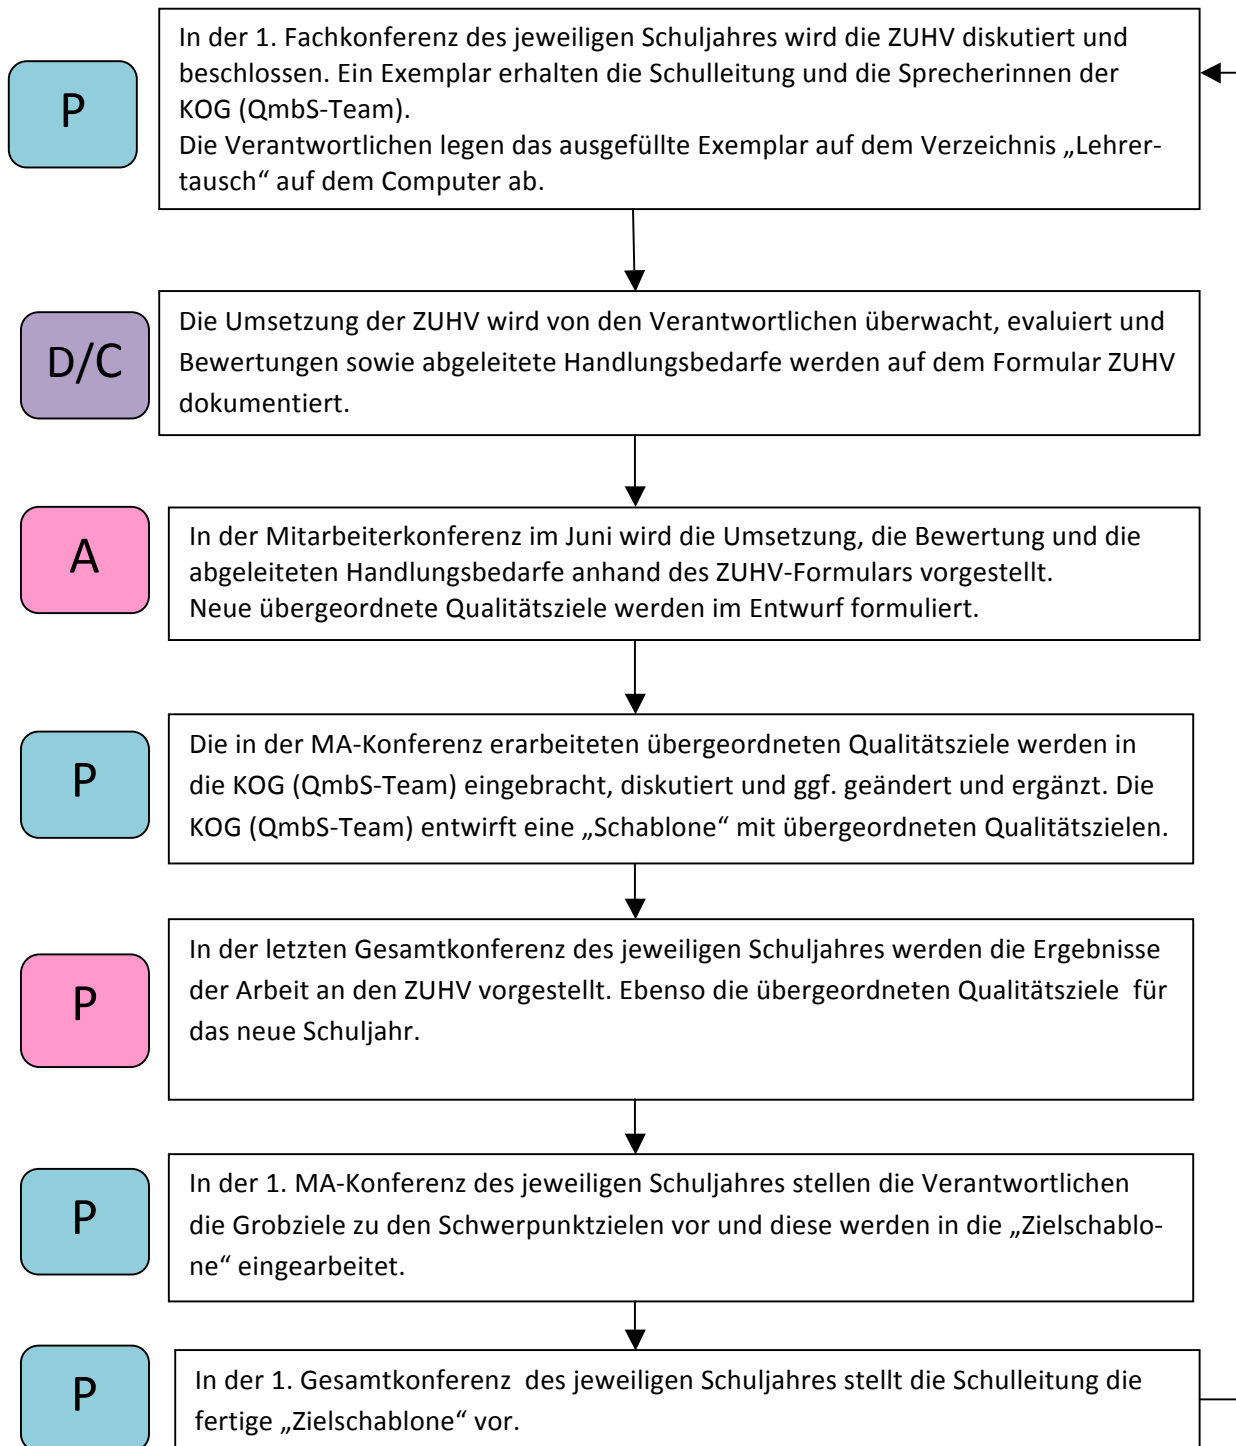 P
In der 1. Fachkonferenz des jeweiligen Schuljahres wird die ZUHV diskutiert und
beschlossen. Ein Exemplar erhalten die Schulleitung und die Sprecherinnen der
KOG (QmbS-Team).
Die Verantwortlichen legen das ausgefüllte Exemplar auf dem Verzeichnis „Lehrer-
tausch“ auf dem Computer ab.
D/C
Die Umsetzung der ZUHV wird von den Verantwortlichen überwacht, evaluiert und
Bewertungen sowie abgeleitete Handlungsbedarfe werden auf dem Formular ZUHV
dokumentiert.
A
In der Mitarbeiterkonferenz im Juni wird die Umsetzung, die Bewertung und die
abgeleiteten Handlungsbedarfe anhand des ZUHV-Formulars vorgestellt.
Neue übergeordnete Qualitätsziele werden im Entwurf formuliert.
P
Die in der MA-Konferenz erarbeiteten übergeordneten Qualitätsziele werden in
die KOG (QmbS-Team) eingebracht, diskutiert und ggf. geändert und ergänzt. Die
KOG (QmbS-Team) entwirft eine „Schablone“ mit übergeordneten Qualitätszielen.
P
In der letzten Gesamtkonferenz des jeweiligen Schuljahres werden die Ergebnisse
der Arbeit an den ZUHV vorgestellt. Ebenso die übergeordneten Qualitätsziele für
das neue Schuljahr.
P
In der 1. MA-Konferenz des jeweiligen Schuljahres stellen die Verantwortlichen
die Grobziele zu den Schwerpunktzielen vor und diese werden in die „Zielschablo-
ne“ eingearbeitet.
P
In der 1. Gesamtkonferenz des jeweiligen Schuljahres stellt die Schulleitung die
fertige „Zielschablone“ vor.